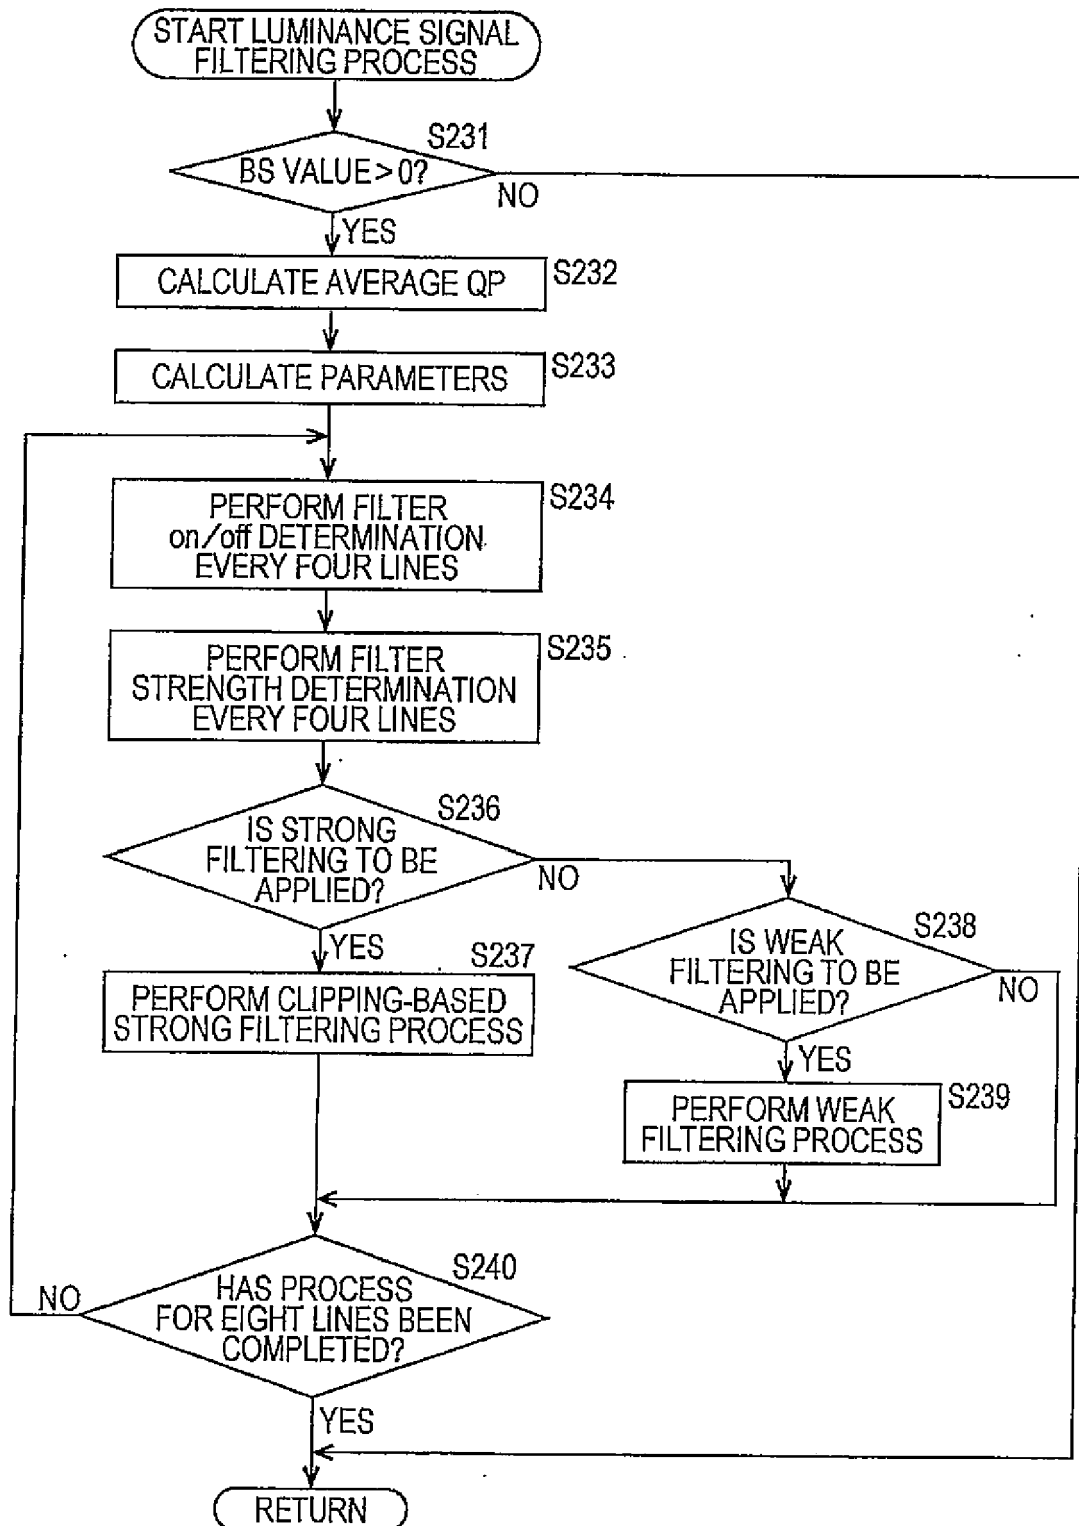 START LUMINANCE SIGNAL
FILTERING PROCESS
S231
BS VALUE > 0?
NO
YES
CALCULATE AVERAGE QP
S232
CALCULATE PARAMETERS
S233
PERFORM FILTER
on/off DETERMINATION
EVERY FOUR LINES
S234
PERFORM FILTER
STRENGTH DETERMINATION
EVERY FOUR LINES
S235
S236
IS STRONG
FILTERING TO BE
APPLIED?
NO
YES
S237
PERFORM CLIPPING-BASED
STRONG FILTERING PROCESS
S238
IS WEAK
FILTERING TO BE
APPLIED?
NO
YES
S239
PERFORM WEAK
FILTERING PROCESS
S240
HAS PROCESS
FOR EIGHT LINES BEEN
COMPLETED?
NO
YES
RETURN